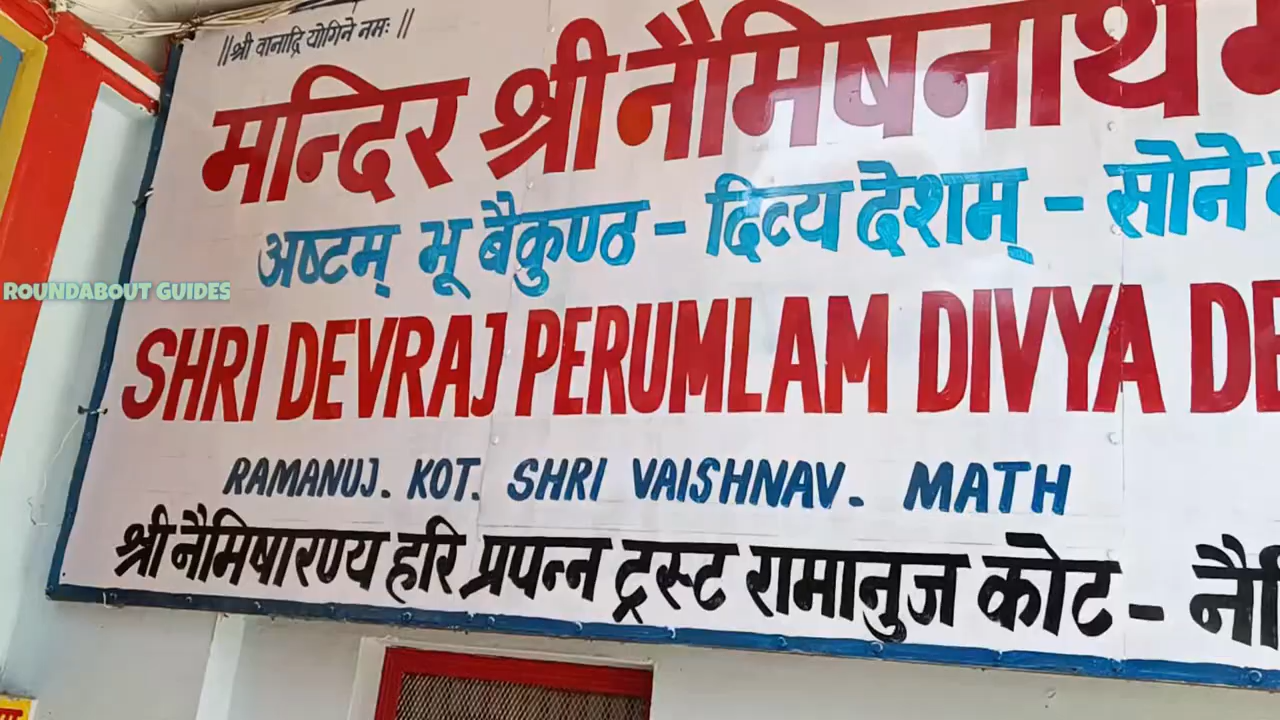 ||श्री वानाद्रि योगिने नमः ||
मन्दिर श्री नैमिषनाथ
अष्टम् भू बैकुण्ठ - दिव्य देशम् - सोने
ROUNDABOUT GUIDES
SHRI DEVRAJ PERUMLAM DIVYA
RAMANUJ. KOT. SHRI VAISHNAV. MATH
श्री नैमिषारण्य हरि प्रपन्न ट्रस्ट रामानुज कोट -